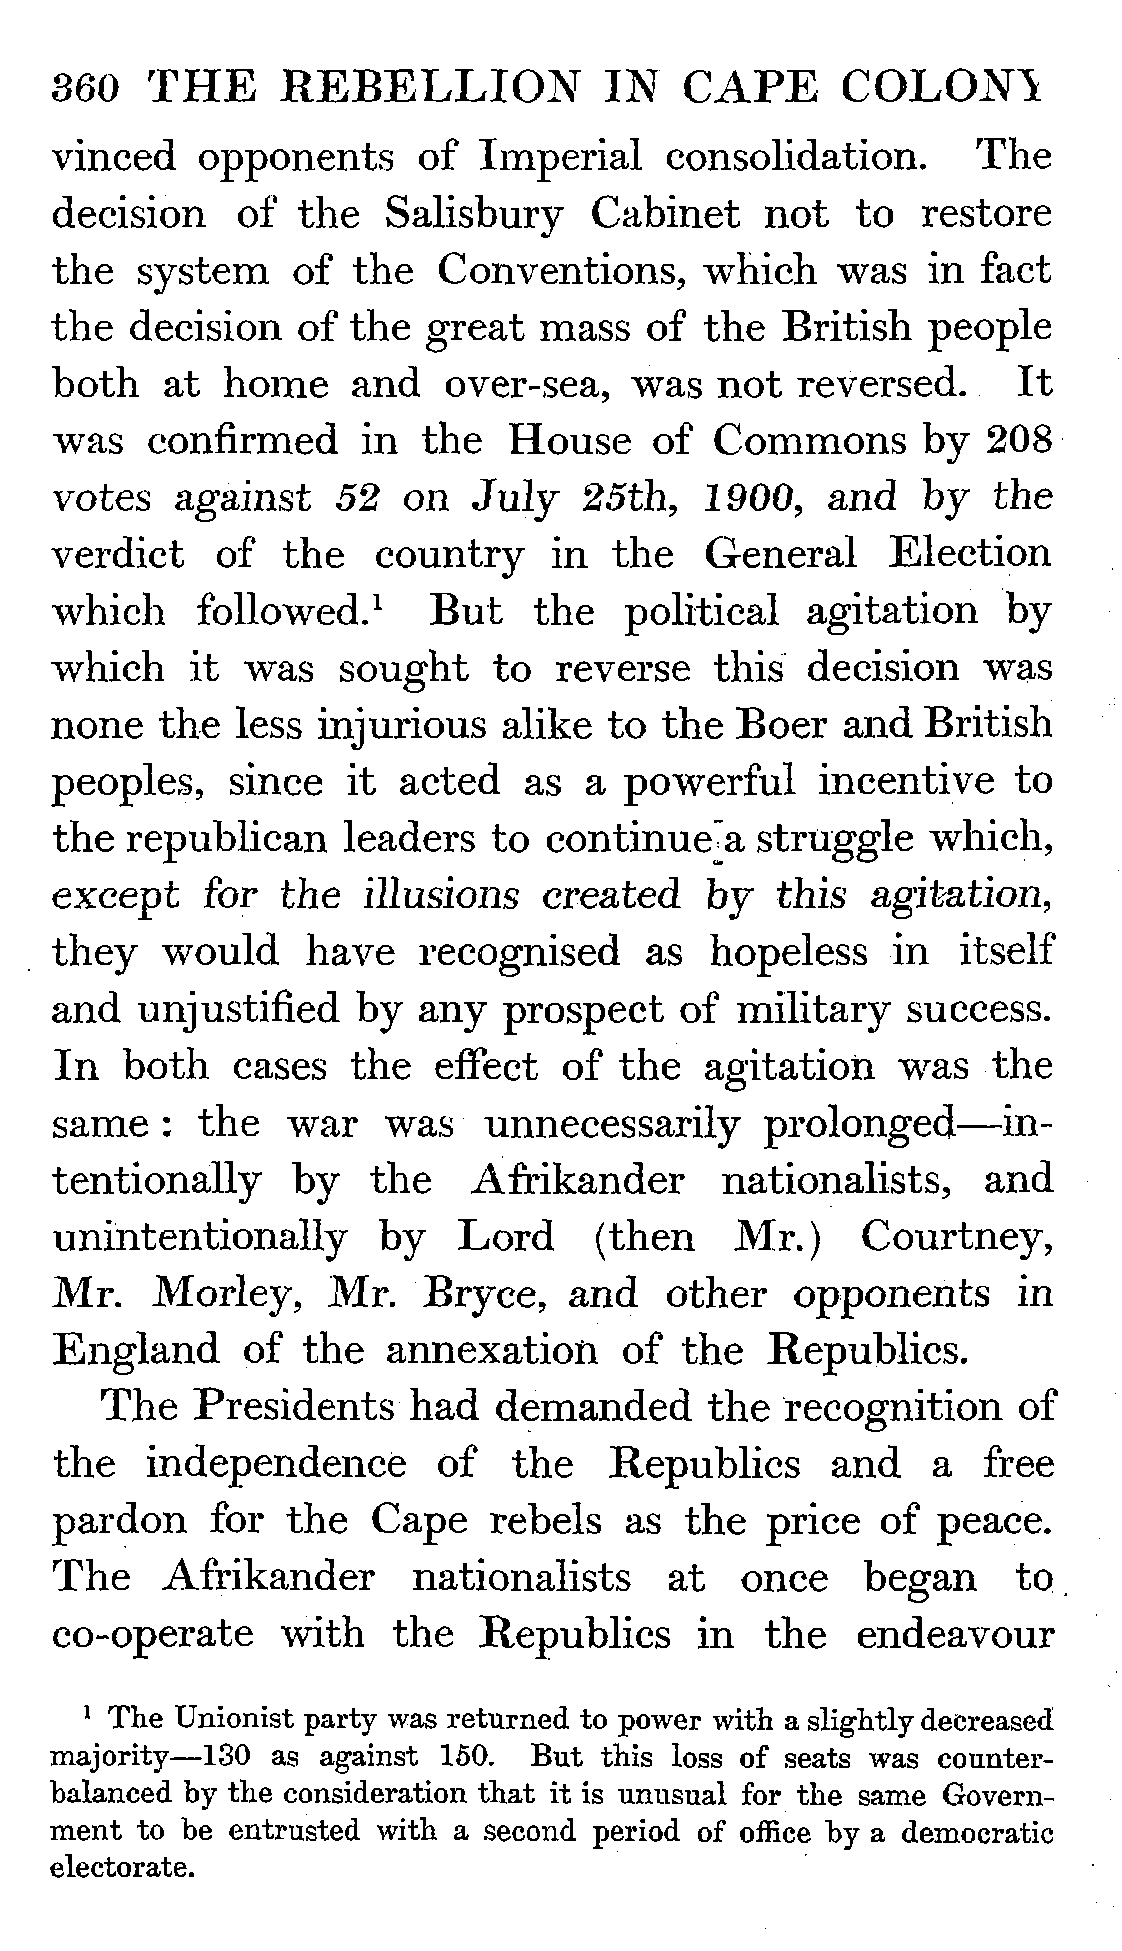 360 THE REBELLION IN CAPE COLONY
vinced opponents of Imperial consolidation. The
decision of the Salisbury Cabinet not to restore
the system of the Conventions, which was in fact
the decision of the great mass of the British people
both at home and over-sea, was not reversed. It
was confirmed in the House of Commons by 208
votes against 52 on July 25th, 1900, and by the
verdict of the country in the General Election
which followed.¹ But the political agitation by
which it was sought to reverse this decision was
none the less injurious alike to the Boer and British
peoples, since it acted as a powerful incentive to
the republican leaders to continue a struggle which,
except for the illusions created by this agitation,
they would have recognised as hopeless in itself
and unjustified by any prospect of military success.
In both cases the effect of the agitation was the
same : the war was unnecessarily prolonged—in-
tentionally by the Afrikander nationalists, and
unintentionally by Lord (then Mr.) Courtney,
Mr. Morley, Mr. Bryce, and other opponents in
England of the annexation of the Republics.
The Presidents had demanded the recognition of
the independence of the Republics and a free
pardon for the Cape rebels as the price of peace.
The Afrikander nationalists at once began to
co-operate with the Republics in the endeavour
¹ The Unionist party was returned to power with a slightly decreased
majority—130 as against 150. But this loss of seats was counter-
balanced by the consideration that it is unusual for the same Govern-
ment to be entrusted with a second period of office by a democratic
electorate.